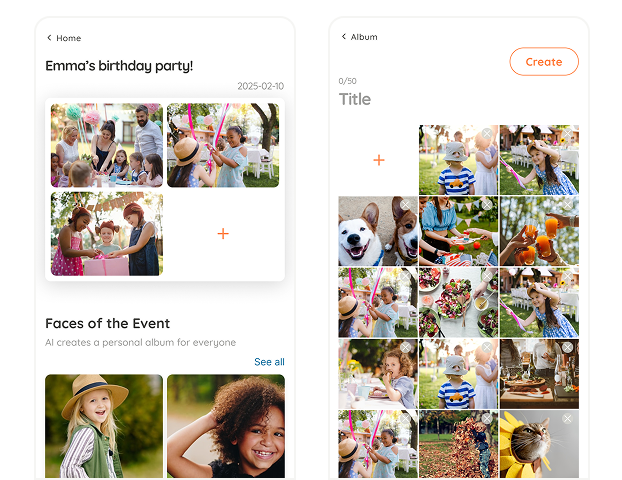 Home
Emma's birthday party!
2025-02-10
Faces of the Event
AI creates a personal album for everyone
See all
Album
Create
0/50
Title